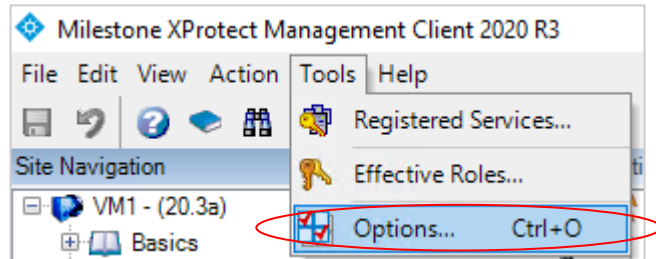 Milestone XProtect Management Client 2020 R3
File Edit View Action Tools Help
Registered Services...
Site Navigation
Effective Roles...
VM1 - (20.3a)
Options... Ctrl+O
Basics